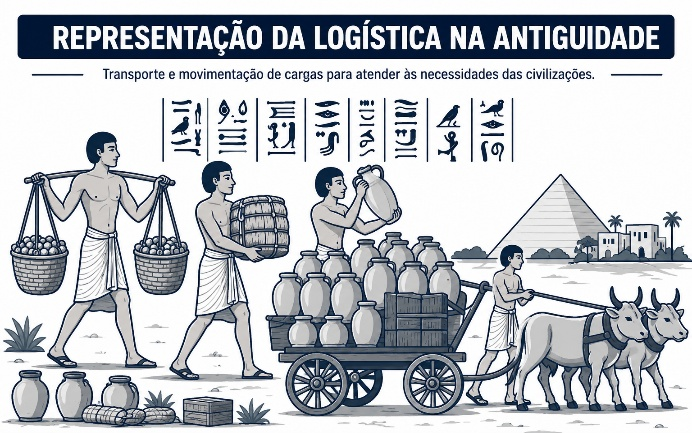 REPRESENTAÇÃO DA LOGÍSTICA NA ANTIGUIDADE
Transporte e movimentação de cargas para atender às necessidades das civilizações.